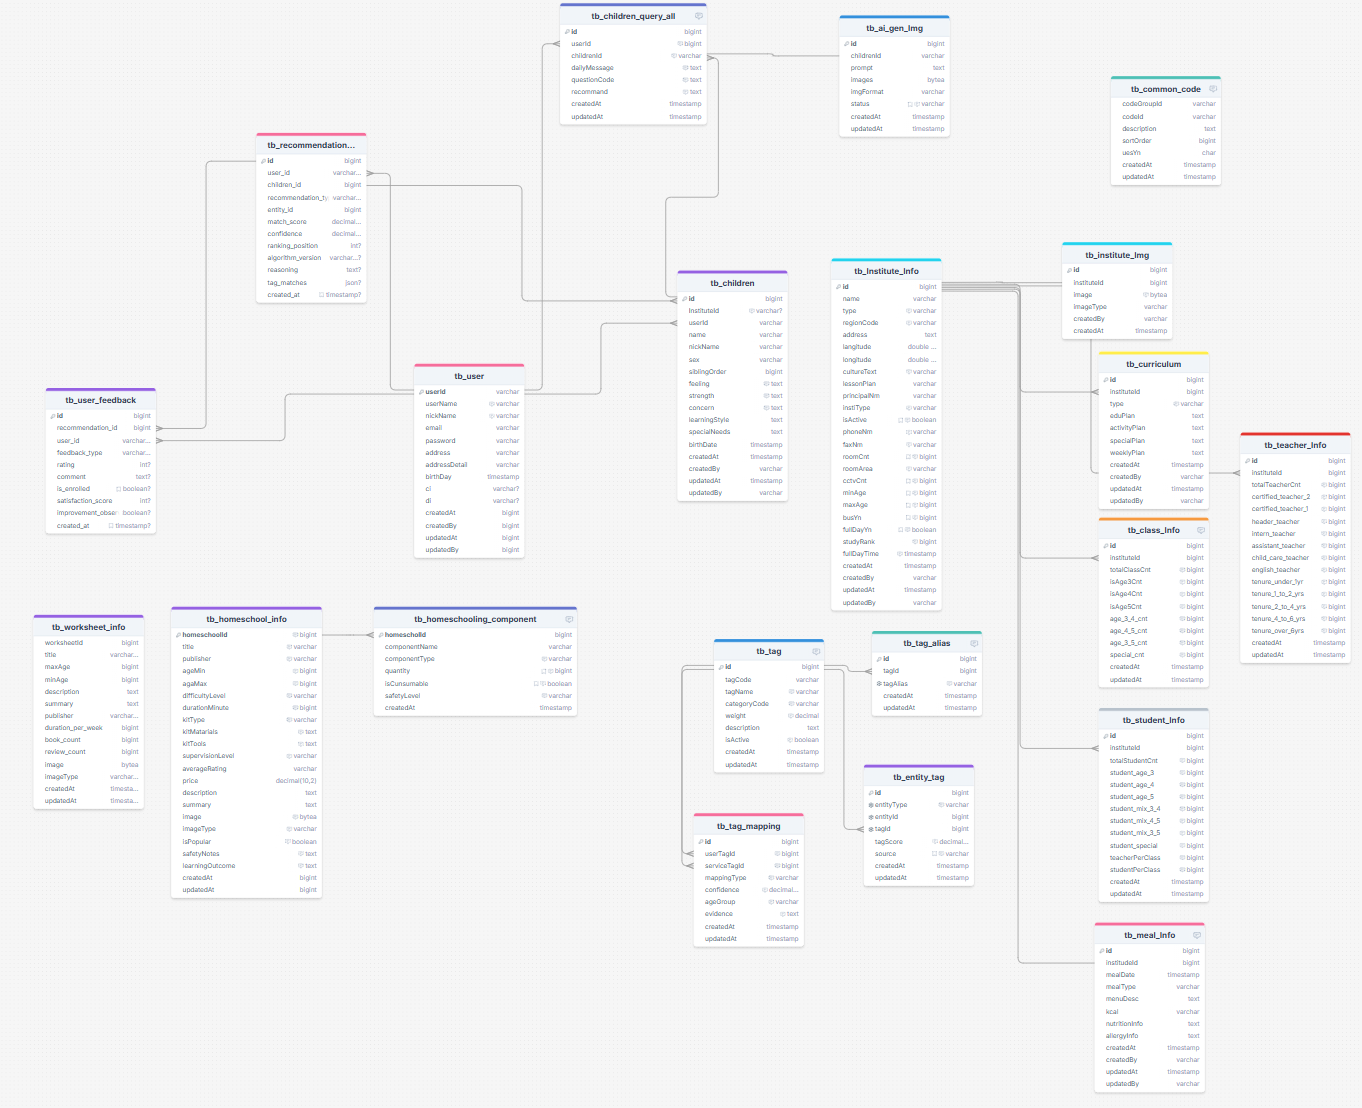 tb_children_query_all
id bigint
userId bigint
childrenId varchar
dailyMessage text
questionCode text
recommand text
createdAt timestamp
updatedAt timestamp
tb_ai_gen_Img
id bigint
childrenId varchar
prompt text
images bytea
imgFormat varchar
status varchar
createdAt timestamp
updatedAt timestamp
tb_common_code
codeGroupId varchar
codeId varchar
description text
sortOrder bigint
uesYn char
createdAt timestamp
updatedAt timestamp
tb_recommendation...
id bigint
user_id varchar...
children_id bigint
recommendation_ty varchar...
entity_id bigint
match_score decimal...
confidence decimal...
ranking_position int?
algorithm_version varchar...?
reasoning text?
tag_matches json?
created_at timestamp?
tb_children
id bigint
InstituteId varchar?
userId varchar
name varchar
nickName varchar
sex varchar
siblingOrder bigint
feeling text
strength text
concern text
learningStyle text
specialNeeds text
birthDate timestamp
createdAt timestamp
createdBy varchar
updatedAt timestamp
updatedBy varchar
tb_Institute_Info
id bigint
name varchar
type varchar
regionCode varchar
address text
langitude double ...
longitude double ...
cultureText varchar
lessonPlan varchar
principalNm varchar
instiType varchar
isActive boolean
phoneNm varchar
faxNm varchar
roomCnt bigint
roomArea varchar
cctvCnt bigint
minAge bigint
maxAge bigint
busYn bigint
fullDayYn boolean
studyRank bigint
fullDayTime timestamp
createdAt timestamp
createdBy varchar
updatedAt timestamp
updatedBy varchar
tb_institute_Img
id bigint
instituteId bigint
image bytea
imageType varchar
createdBy varchar
createdAt timestamp
tb_curriculum
id bigint
instituteId bigint
type varchar
eduPlan text
activityPlan text
specialPlan text
weeklyPlan text
createdAt timestamp
createdBy varchar
updatedAt timestamp
updatedBy varchar
tb_teacher_Info
id bigint
instituteId bigint
totalTeacherCnt bigint
certified_teacher_2 bigint
certified_teacher_1 bigint
header_teacher bigint
intern_teacher bigint
assistant_teacher bigint
child_care_teacher bigint
english_teacher bigint
tenure_under_1yr bigint
tenure_1_to_2_yrs bigint
tenure_2_to_4_yrs bigint
tenure_4_to_6_yrs bigint
tenure_over_6yrs bigint
createdAt timestamp
updatedAt timestamp
tb_user
userId varchar
userName varchar
nickName varchar
email varchar
password varchar
address varchar
addressDetail varchar
birthDay timestamp
ci varchar?
di varchar?
createdAt bigint
createdBy bigint
updatedAt bigint
updatedBy bigint
tb_user_feedback
id bigint
recommendation_id bigint
user_id varchar...
feedback_type varchar...
rating int?
comment text?
is_enrolled boolean?
satisfaction_score int?
improvement_obser boolean?
created_at timestamp?
tb_class_Info
id bigint
instituteId bigint
totalClassCnt bigint
isAge3Cnt bigint
isAge4Cnt bigint
isAge5Cnt bigint
age_3_4_cnt bigint
age_4_5_cnt bigint
age_3_5_cnt bigint
special_cnt bigint
createdAt timestamp
updatedAt timestamp
tb_worksheet_info
worksheetId bigint
title varchar...
maxAge bigint
minAge bigint
description text
summary text
publisher varchar...
duration_per_week bigint
book_count bigint
review_count bigint
image bytea
imageType varchar...
createdAt timesta...
updatedAt timesta...
tb_homeschool_info
homeschoolId bigint
title varchar
publisher varchar
ageMin bigint
agaMax bigint
difficultyLevel varchar
durationMinute bigint
kitType varchar
kitMatarials text
kitTools text
supervisionLevel varchar
averageRating varchar
price decimal(10,2)
description text
summary text
image bytea
imageType varchar
isPopular boolean
safetyNotes text
learningOutcome text
createdAt bigint
updatedAt bigint
tb_homeschooling_component
homescholId bigint
componentName varchar
componentType varchar
quantity bigint
isCunsumable boolean
safetyLevel varchar
createdAt timestamp
tb_tag
id bigint
tagCode varchar
tagName varchar
categoryCode varchar
weight decimal
description text
isActive boolean
createdAt timestamp
updatedAt timestamp
tb_tag_alias
id bigint
tagId bigint
tagAlias varchar
createdAt timestamp
updatedAt timestamp
tb_entity_tag
id bigint
entityType varchar
entityId bigint
tagId bigint
tagScore decimal...
source varchar
createdAt timestamp
updatedAt timestamp
tb_tag_mapping
id bigint
userTagId bigint
serviceTagId bigint
mappingType varchar
confidence decimal...
ageGroup varchar
evidence text
createdAt timestamp
updatedAt timestamp
tb_student_Info
id bigint
instituteId bigint
totalStudentCnt bigint
student_age_3 bigint
student_age_4 bigint
student_age_5 bigint
student_mix_3_4 bigint
student_mix_4_5 bigint
student_mix_3_5 bigint
student_special bigint
teacherPerClass bigint
studentPerClass bigint
createdAt timestamp
updatedAt timestamp
tb_meal_Info
id bigint
institudeId bigint
mealDate timestamp
mealType varchar
menuDesc text
kcal varchar
nutritionInfo text
allergyInfo text
createdAt timestamp
createdBy varchar
updatedAt timestamp
updatedBy varchar